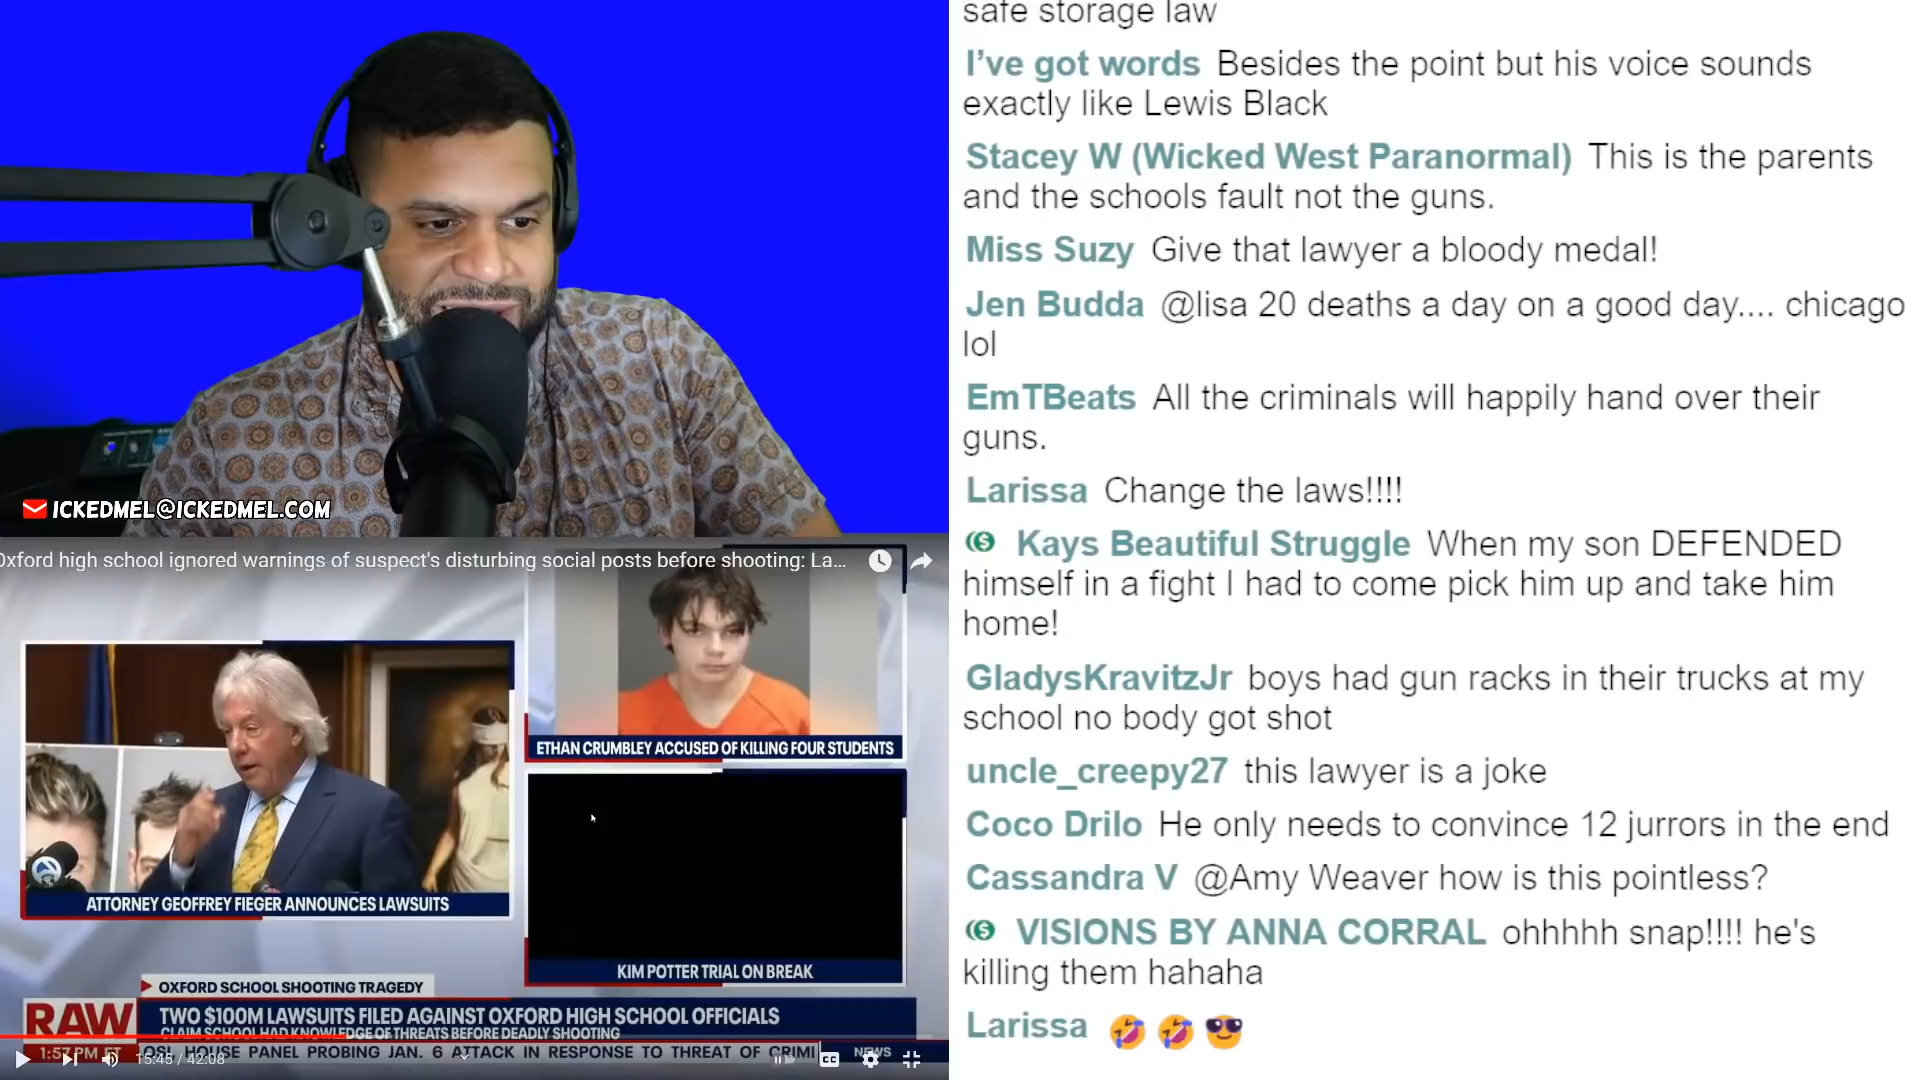 ICKEDMEL@ICKEDMEL.COM
Oxford high school ignored warnings of suspect's disturbing social posts before shooting: La...
ETHAN CRUMBLEY ACCUSED OF KILLING FOUR STUDENTS
ATTORNEY GEOFFREY FIEGER ANNOUNCES LAWSUITS
KIM POTTER TRIAL ON BREAK
OXFORD SCHOOL SHOOTING TRAGEDY
RAW
TWO $100M LAWSUITS FILED AGAINST OXFORD HIGH SCHOOL OFFICIALS
CLAIM SCHOOL HAD KNOWLEDGE OF THREATS BEFORE DEADLY SHOOTING
1:57 PM ET
HOUSE PANEL PROBING JAN. 6 ATTACK IN RESPONSE TO THREAT OF CRIMI
NEWS
15:45 / 42:08
CC
safe storage law
I've got words Besides the point but his voice sounds
exactly like Lewis Black
Stacey W (Wicked West Paranormal) This is the parents
and the schools fault not the guns.
Miss Suzy Give that lawyer a bloody medal!
Jen Budda @lisa 20 deaths a day on a good day.... chicago
lol
EmTBeats All the criminals will happily hand over their
guns.
Larissa Change the laws!!!!
Kays Beautiful Struggle When my son DEFENDED
himself in a fight I had to come pick him up and take him
home!
GladysKravitzJr boys had gun racks in their trucks at my
school no body got shot
uncle_creepy27 this lawyer is a joke
Coco Drilo He only needs to convince 12 jurrors in the end
Cassandra V @Amy Weaver how is this pointless?
VISIONS BY ANNA CORRAL ohhhhh snap!!!! he's
killing them hahaha
Larissa 🤣 🤣 😎